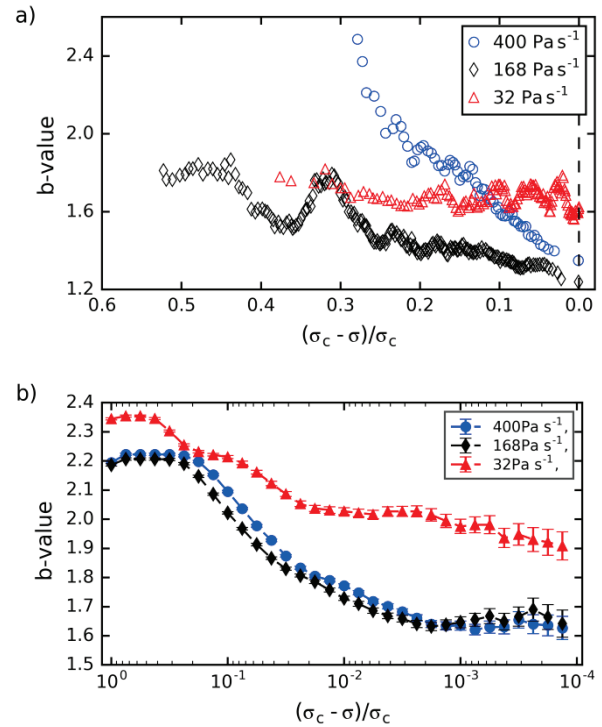 a)
2.4
2.0
1.6
1.2
b-value
400 Pa s⁻¹
168 Pa s⁻¹
32 Pa s⁻¹
0.6 0.5 0.4 0.3 0.2 0.1 0.0
(σc - σ)/σc
b)
2.4
2.3
2.2
2.1
2.0
1.9
1.8
1.7
1.6
1.5
b-value
400Pa s⁻¹,
168Pa s⁻¹,
32Pa s⁻¹,
10⁰ 10⁻¹ 10⁻² 10⁻³ 10⁻⁴
(σc - σ)/σc